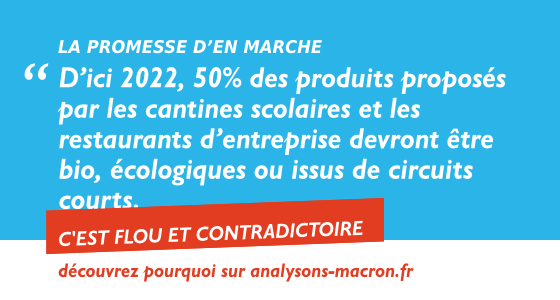 LA PROMESSE D'EN MARCHE
“ D'ici 2022, 50% des produits proposés
par les cantines scolaires et les
restaurants d'entreprise devront être
bio, écologiques ou issus de circuits
courts.
C'EST FLOU ET CONTRADICTOIRE
découvrez pourquoi sur analysons-macron.fr